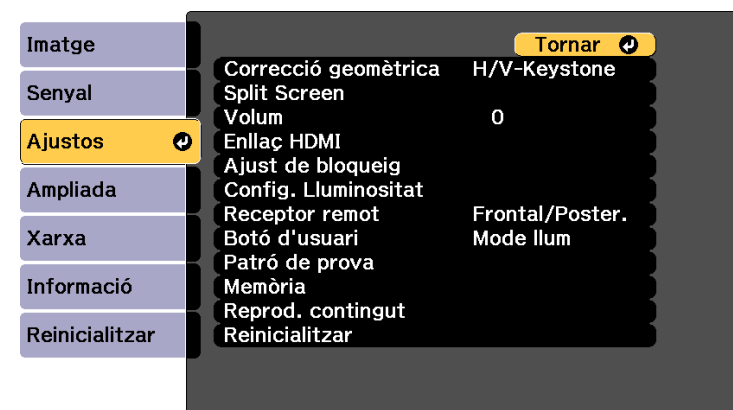 Imatge
Senyal
Ajustos
Ampliada
Xarxa
Informació
Reinicialitzar
Tornar
Correcció geomètrica H/V-Keystone
Split Screen
Volum 0
Enllaç HDMI
Ajust de bloqueig
Config. Lluminositat
Receptor remot Frontal/Poster.
Botó d'usuari Mode llum
Patró de prova
Memòria
Reprod. contingut
Reinicialitzar